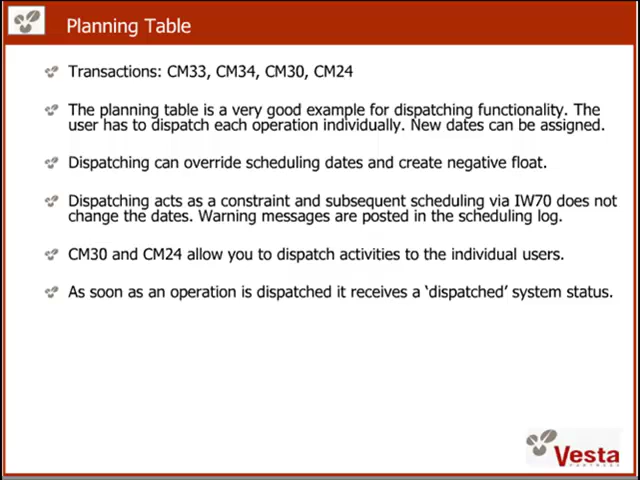 Planning Table
Transactions: CM33, CM34, CM30, CM24
The planning table is a very good example for dispatching functionality. The
user has to dispatch each operation individually. New dates can be assigned.
Dispatching can override scheduling dates and create negative float.
Dispatching acts as a constraint and subsequent scheduling via IW70 does not
change the dates. Warning messages are posted in the scheduling log.
CM30 and CM24 allow you to dispatch activities to the individual users.
As soon as an operation is dispatched it receives a ‘dispatched’ system status.
Vesta
PARTNERS